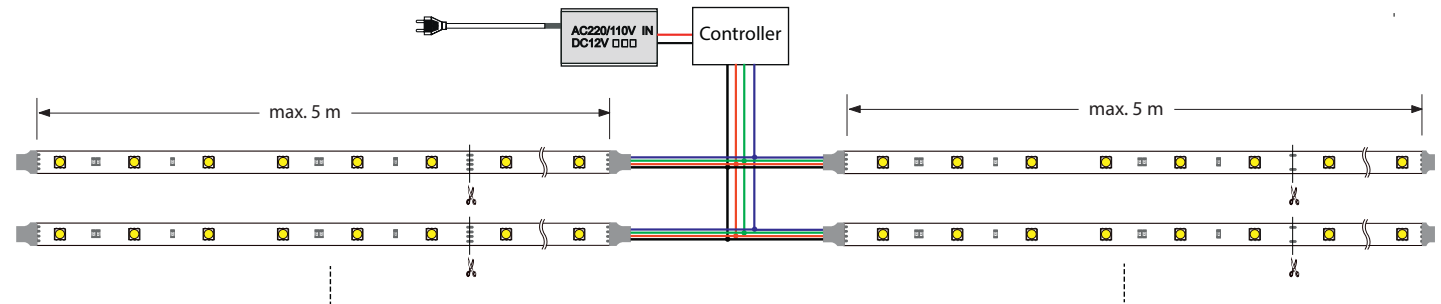 AC220/110V IN
DC12V □□□
Controller
max. 5 m
max. 5 m